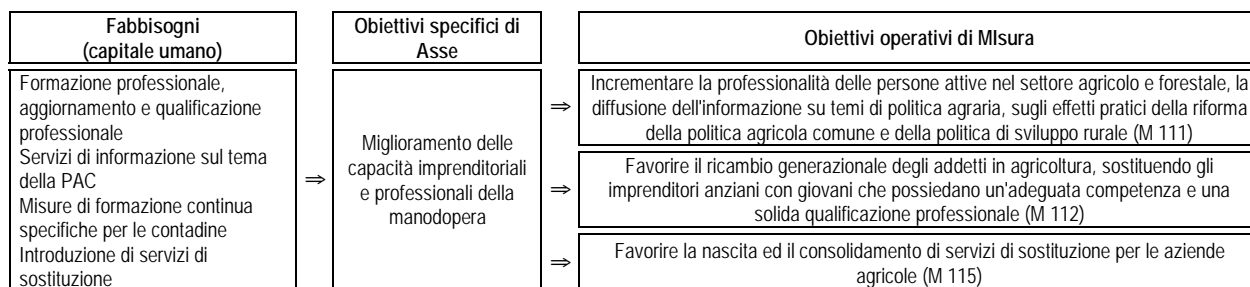 Fabbisogni
(capitale umano)
Obiettivi specifici di
Asse
Obiettivi operativi di MIsura
Formazione professionale,
aggiornamento e qualificazione
professionale
Servizi di informazione sul tema
della PAC
Misure di formazione continua
specifiche per le contadine
Introduzione di servizi di
sostituzione
⇒
Miglioramento delle
capacità imprenditoriali
e professionali della
manodopera
⇒
Incrementare la professionalità delle persone attive nel settore agricolo e forestale, la
diffusione dell'informazione su temi di politica agraria, sugli effetti pratici della riforma
della politica agricola comune e della politica di sviluppo rurale (M 111)
⇒
Favorire il ricambio generazionale degli addetti in agricoltura, sostituendo gli
imprenditori anziani con giovani che possiedano un'adeguata competenza e una
solida qualificazione professionale (M 112)
⇒
Favorire la nascita ed il consolidamento di servizi di sostituzione per le aziende
agricole (M 115)